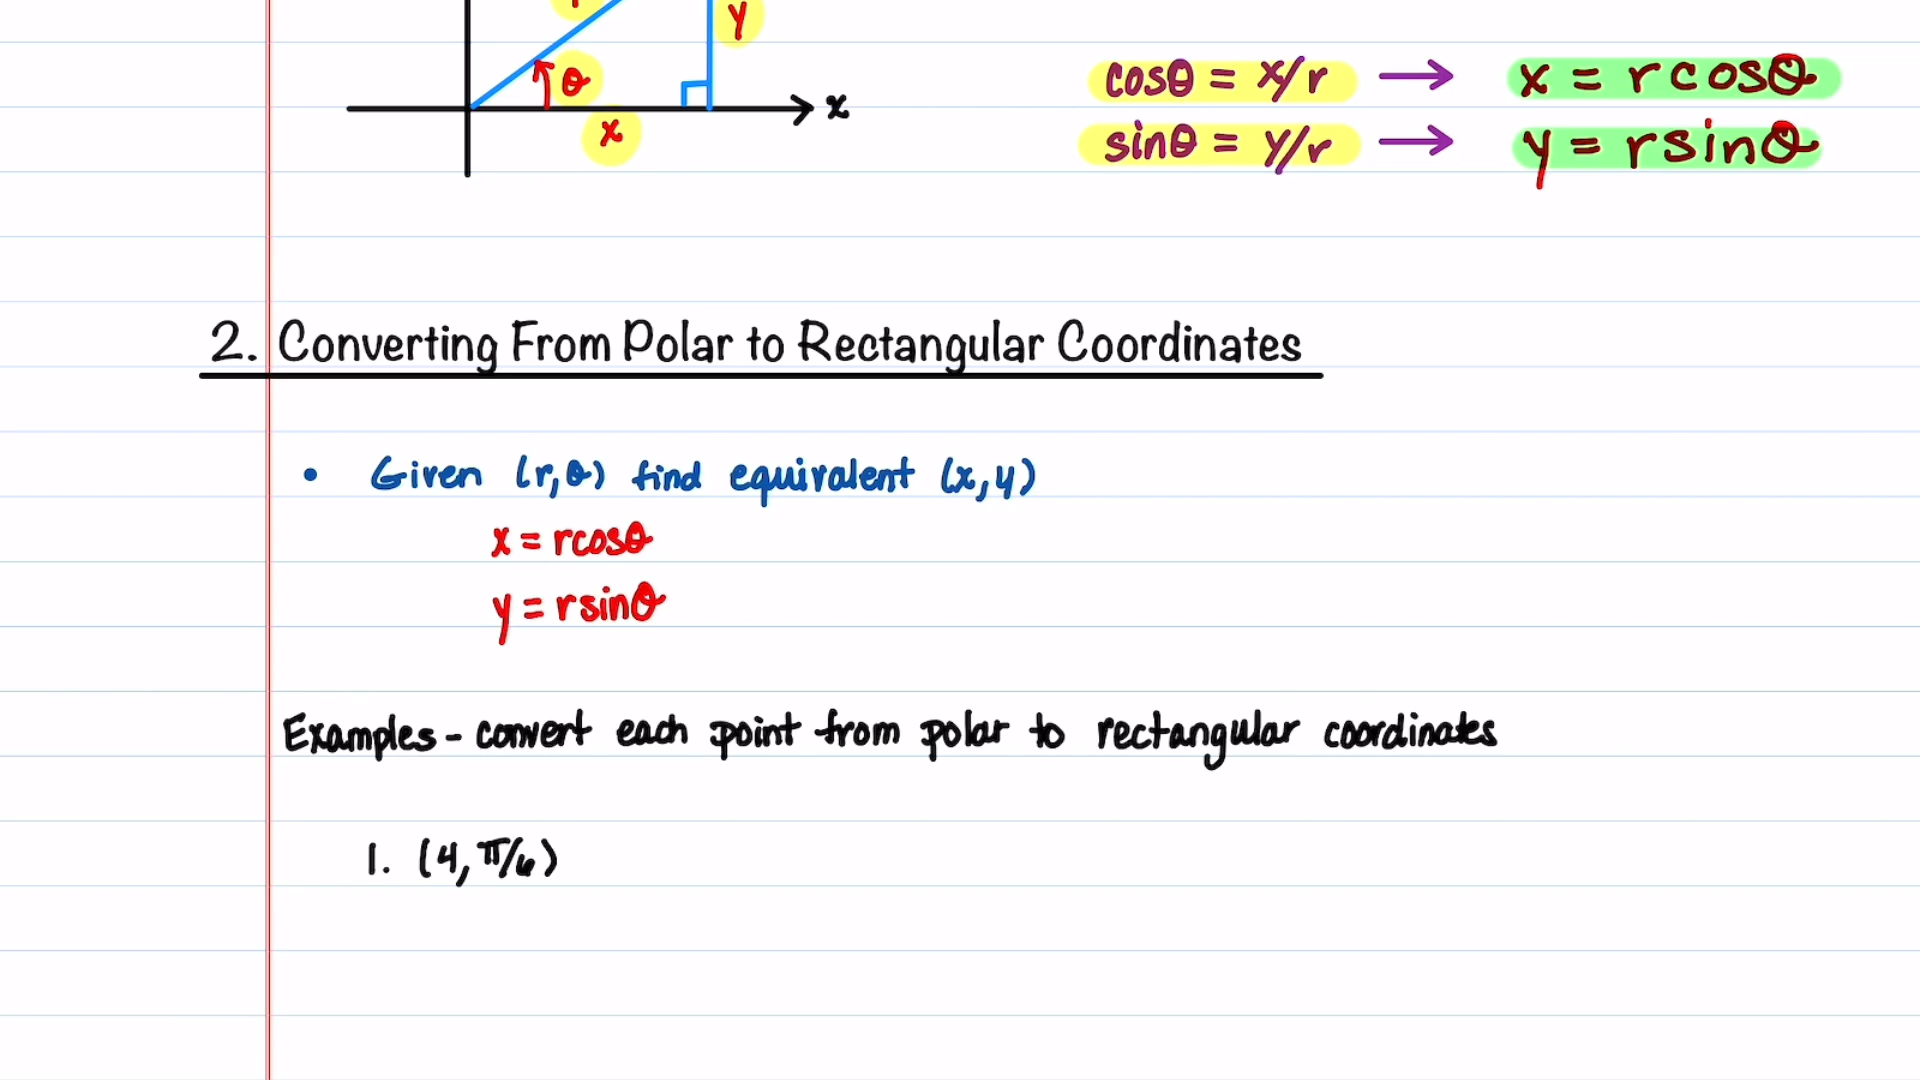 y
θ
x
x
cosθ = x/r → x = rcosθ
sinθ = y/r → y = rsinθ
2. Converting From Polar to Rectangular Coordinates
• Given (r,θ) find equivalent (x,y)
x = rcosθ
y = rsinθ
Examples - convert each point from polar to rectangular coordinates
1. (4, π/6)